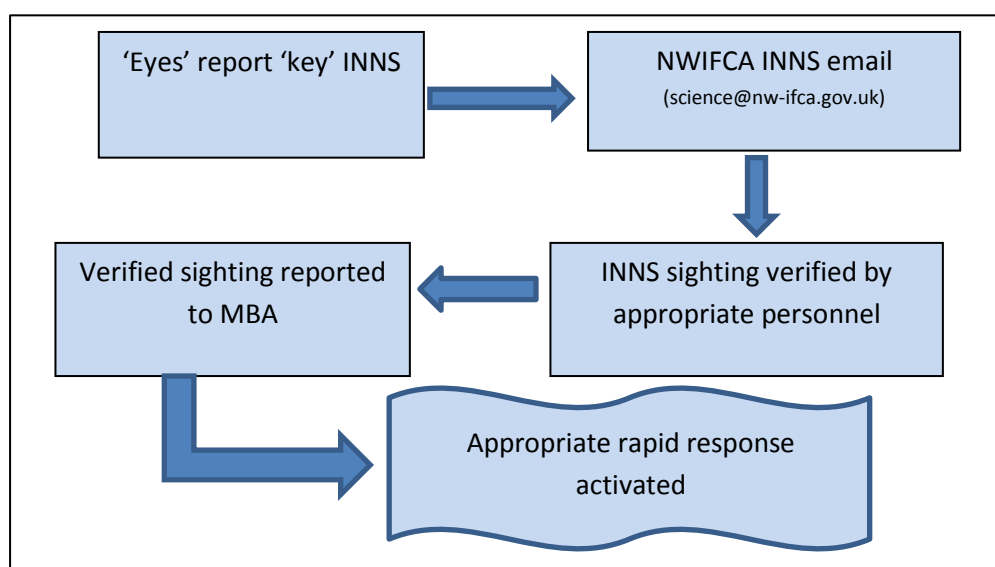 ‘Eyes’ report ‘key’ INNS
NWIFCA INNS email
(science@nw-ifca.gov.uk)
INNS sighting verified by
appropriate personnel
Verified sighting reported
to MBA
Appropriate rapid response
activated